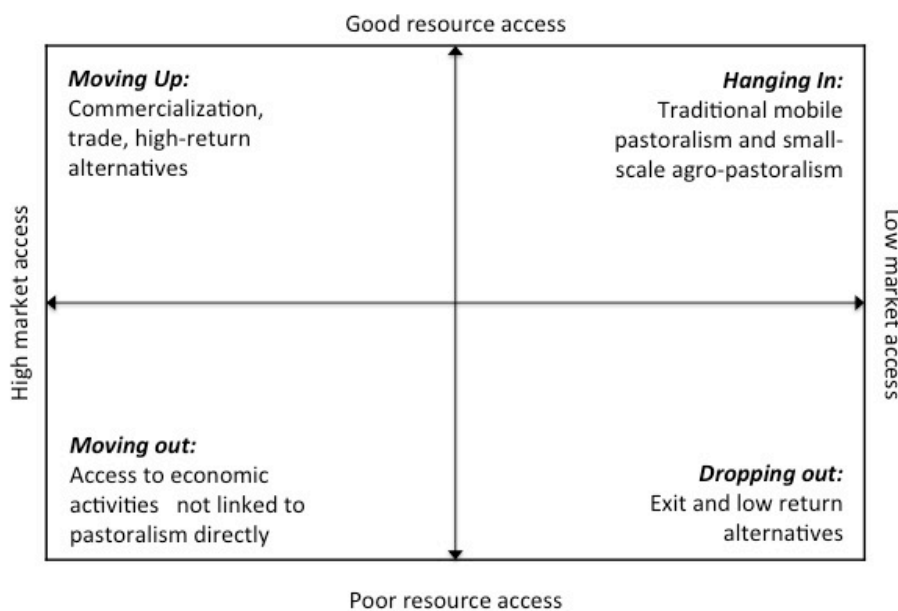 Good resource access
Moving Up:
Commercialization,
trade, high-return
alternatives
Hanging In:
Traditional mobile
pastoralism and small-
scale agro-pastoralism
High market access
Low market access
Moving out:
Access to economic
activities not linked to
pastoralism directly
Dropping out:
Exit and low return
alternatives
Poor resource access